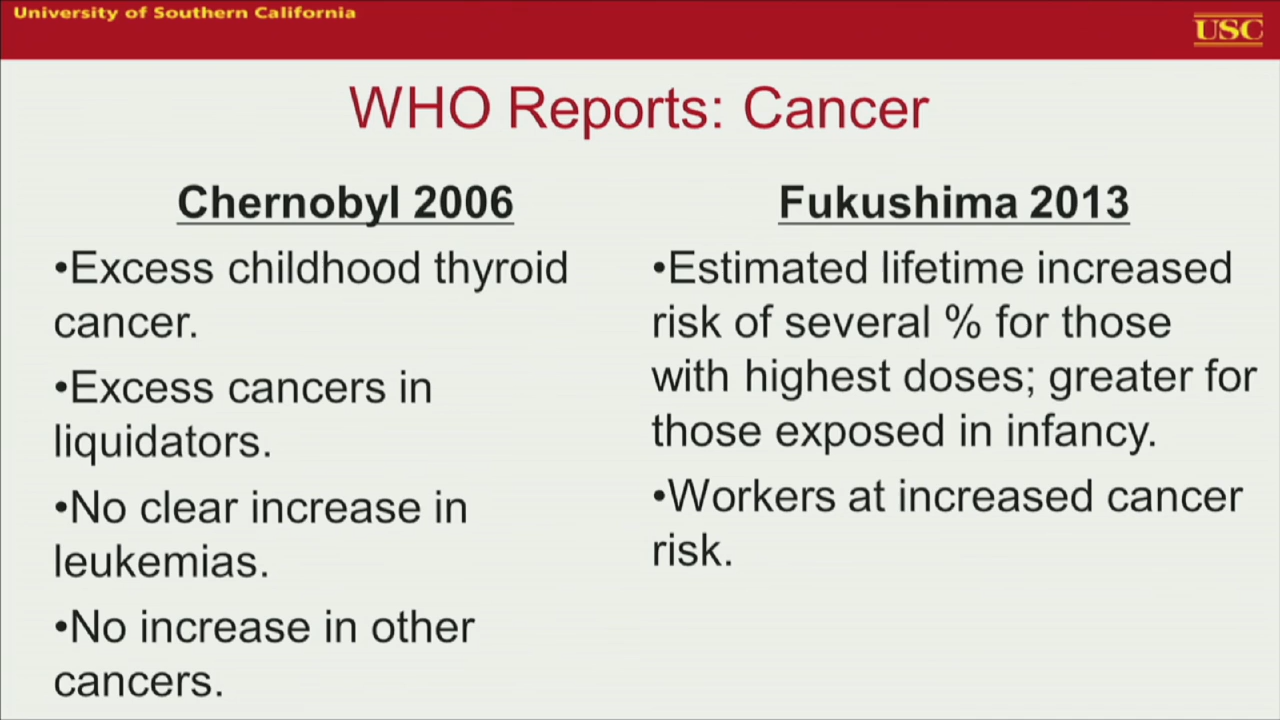 University of Southern California
USC
WHO Reports: Cancer
Chernobyl 2006
•Excess childhood thyroid
cancer.
•Excess cancers in
liquidators.
•No clear increase in
leukemias.
•No increase in other
cancers.
Fukushima 2013
•Estimated lifetime increased
risk of several % for those
with highest doses; greater for
those exposed in infancy.
•Workers at increased cancer
risk.